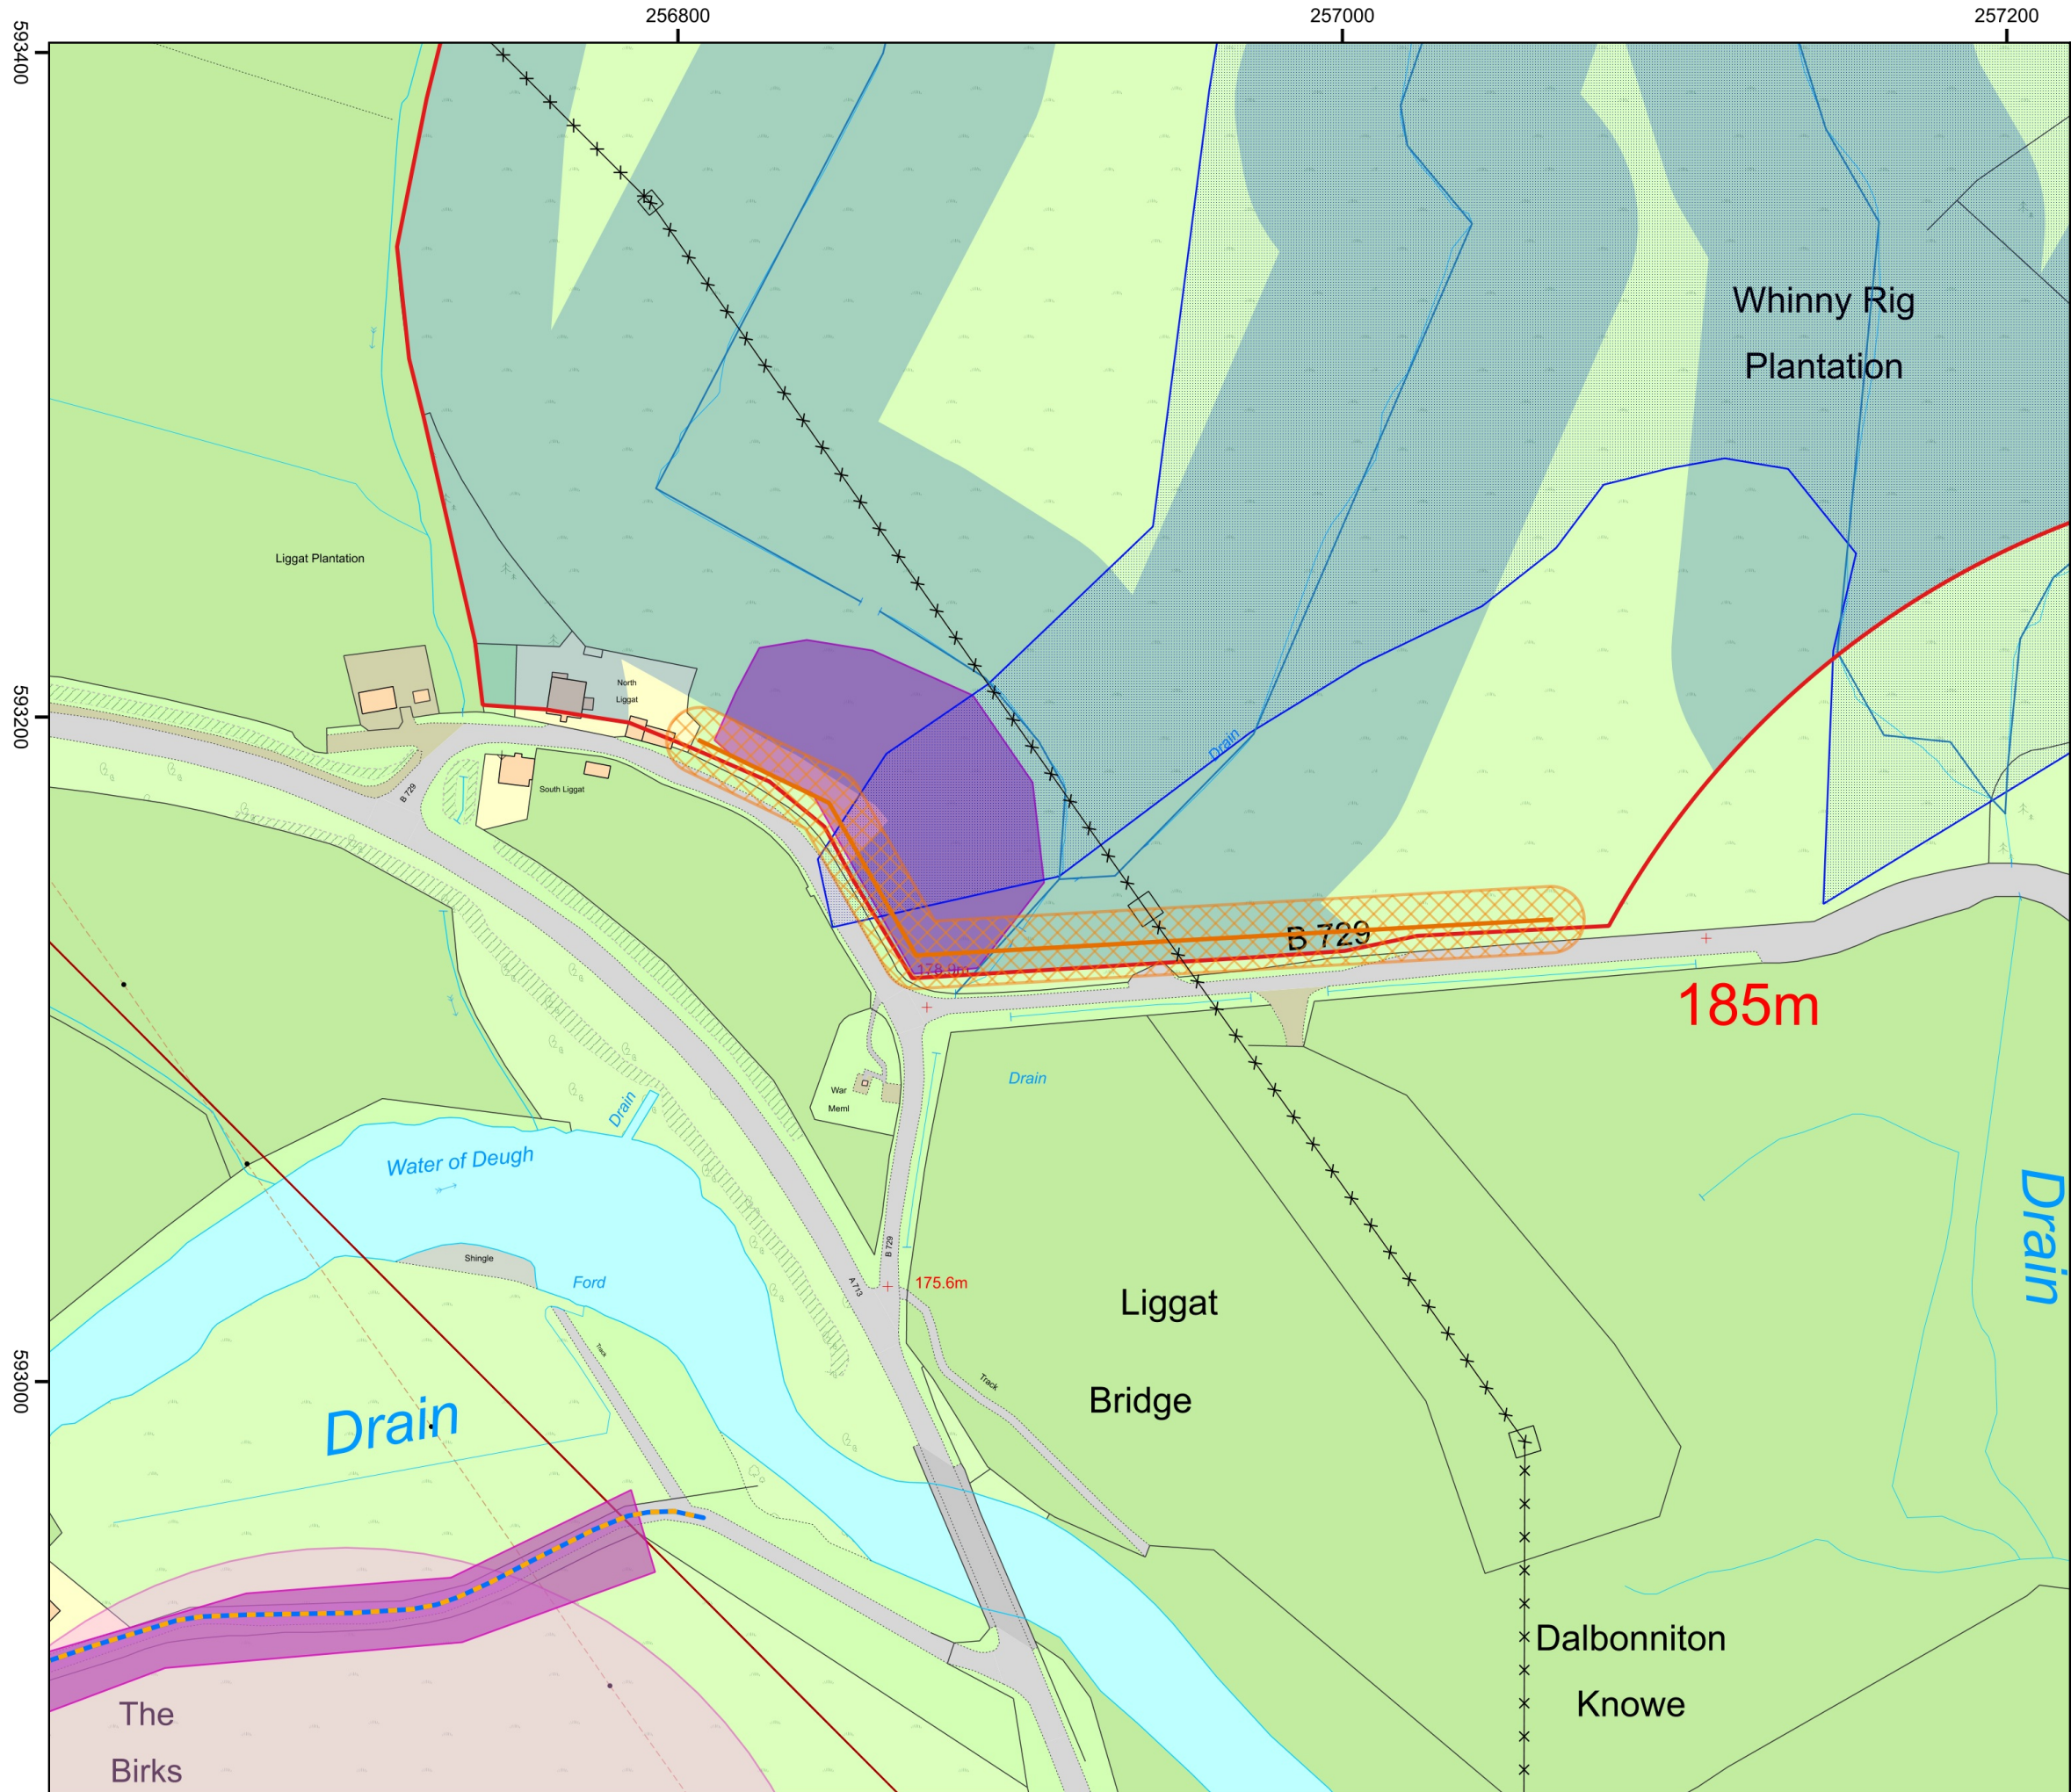 256800
257000
257200
593400
Whinny Rig
Plantation
Liggat Plantation
North
Liggat
593200
Drain
B 729
South Liggat
B 729
178.9m
185m
War
Meml
Drain
Drain
Water of Deugh
Drain
B 729
Shingle
Ford
A 713
175.6m
Liggat
Bridge
Track
Track
593000
Drain
Dalbonniton
Knowe
The
Birks